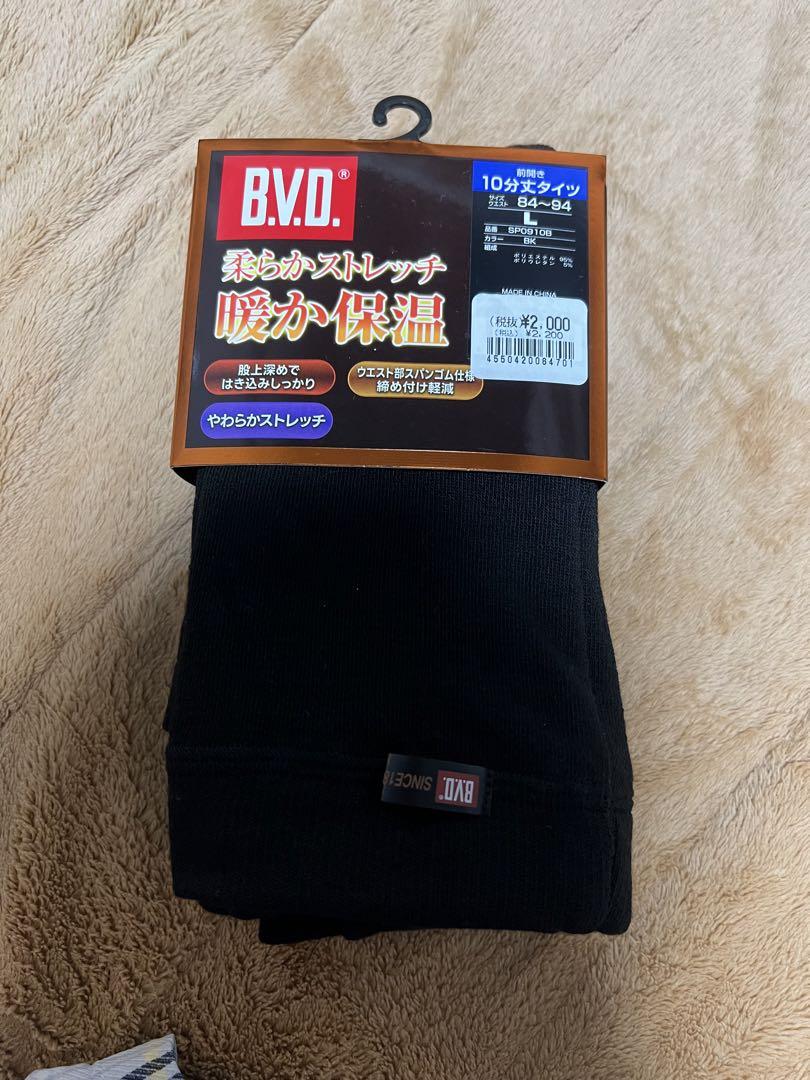 B.V.D.®
柔らかストレッチ
暖か保温
股上深めで
はき込みしっかり
ウエスト部スパンゴム仕様
締め付け軽減
やわらかストレッチ
前開き
10分丈タイツ
サイズ
ウエスト 84〜94
L
品番 SP0910B
カラー BK
組成
ポリエステル 95%
ポリウレタン 5%
MADE IN CHINA
(税抜)¥2,000
(税込) ¥2,200
4550420084701
B.V.D.
SINCE18